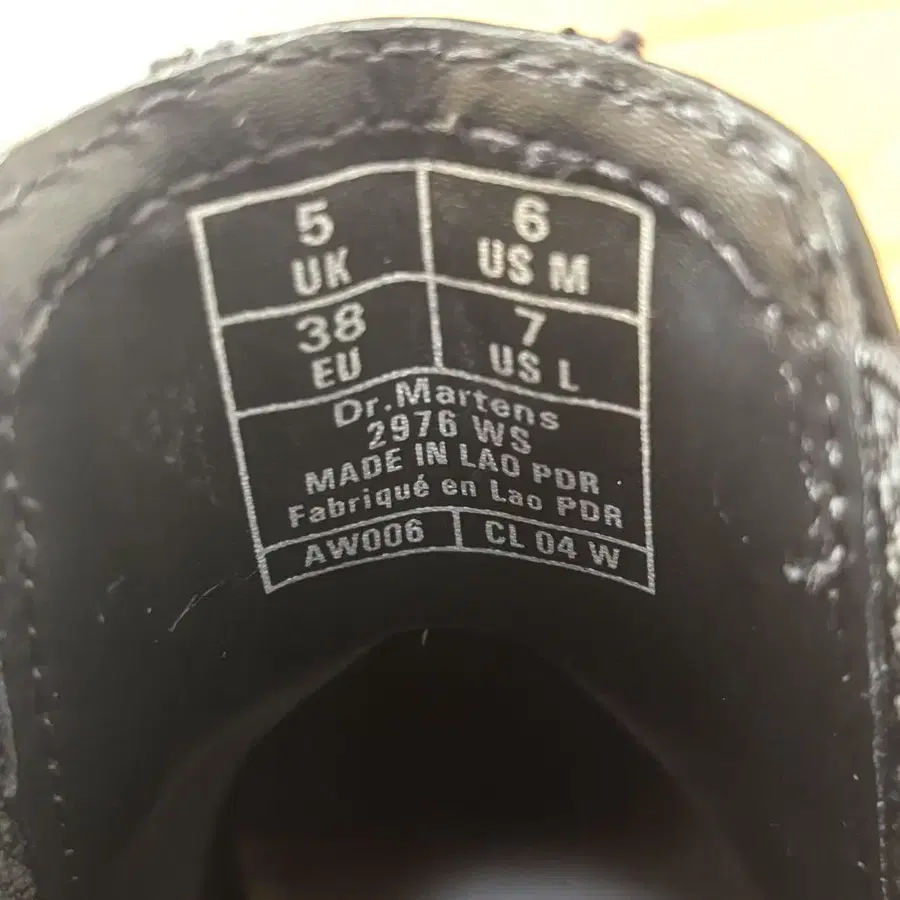 5
UK
6
US M
38
EU
7
US L
Dr.Martens
2976 WS
MADE IN LAO PDR
Fabriqué en Lao PDR
AW006
CL 04 W